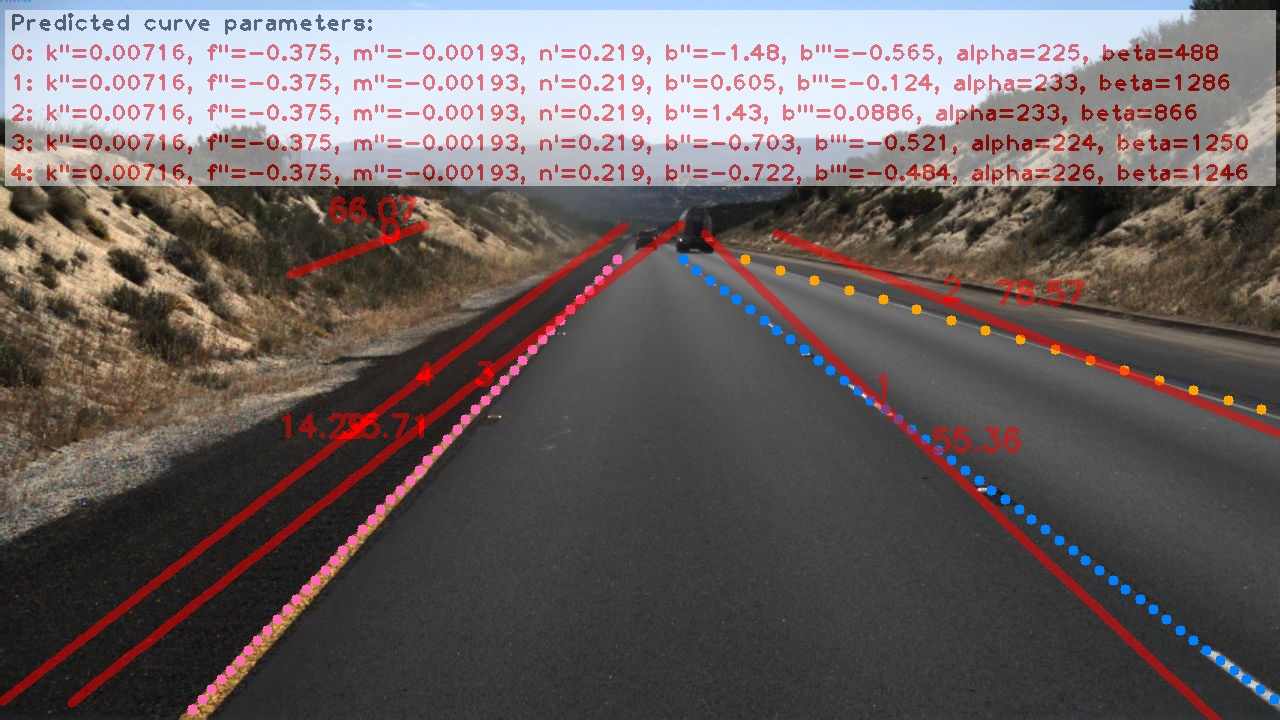 Predicted curve parameters:
0: k''=0.00716, f''=-0.375, m''=-0.00193, n'=0.219, b''=-1.48, b'''=-0.565, alpha=225, beta=488
1: k''=0.00716, f''=-0.375, m''=-0.00193, n'=0.219, b''=0.605, b'''=-0.124, alpha=233, beta=1286
2: k''=0.00716, f''=-0.375, m''=-0.00193, n'=0.219, b''=1.43, b'''=0.0886, alpha=233, beta=866
3: k''=0.00716, f''=-0.375, m''=-0.00193, n'=0.219, b''=-0.703, b'''=-0.521, alpha=224, beta=1250
4: k''=0.00716, f''=-0.375, m''=-0.00193, n'=0.219, b''=-0.722, b'''=-0.484, alpha=226, beta=1246
66.07
0
2 78.57
4 3 1
55.36